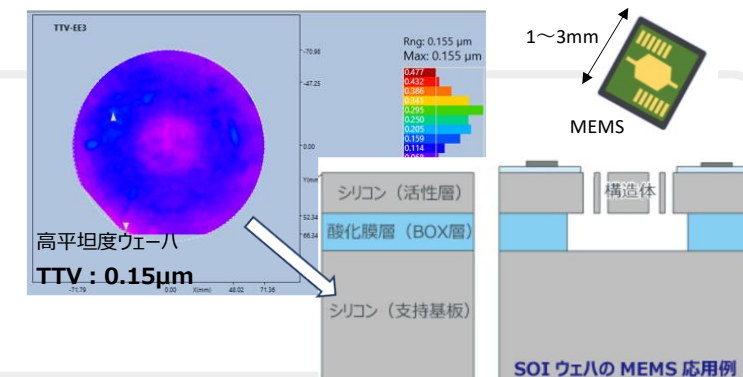 TTV-EE3
Rng: 0.155 μm
Max: 0.155 μm
0.477
0.432
0.386
0.341
0.295
0.250
0.205
0.159
0.114
0.068
-70.98
-47.25
0.00
Y(mm)
52.34
66.34
-71.79
0.00
X(mm)
48.02
71.36
高平坦度ウェーハ
TTV：0.15μm
シリコン（活性層）
酸化膜層（BOX層）
シリコン（支持基板）
1～3mm
MEMS
構造体
SOI ウェハの MEMS 応用例